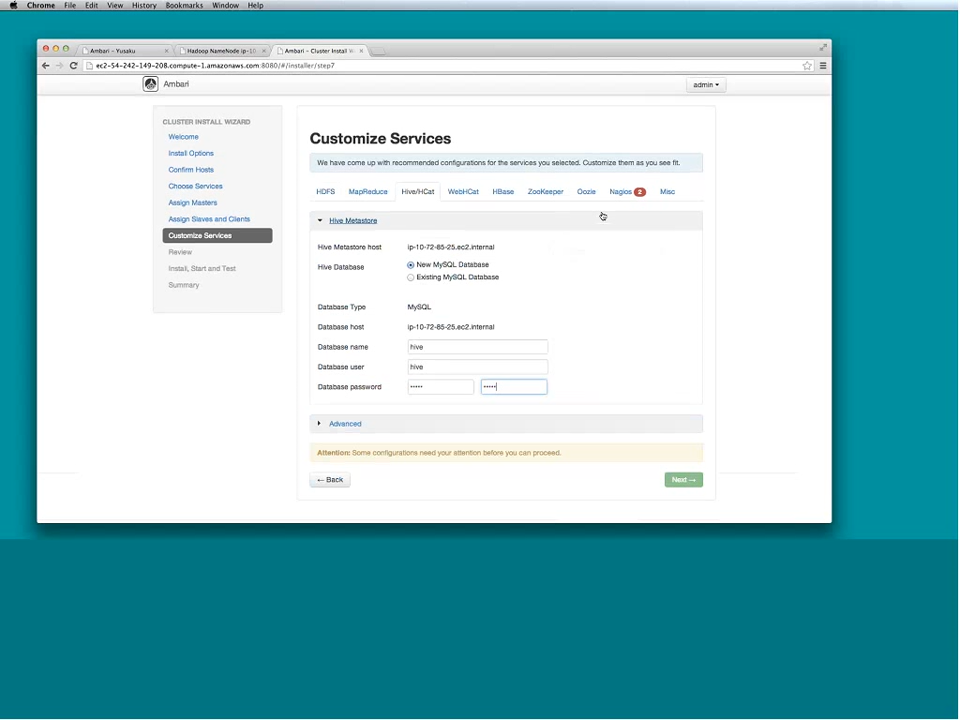 Chrome File Edit View History Bookmarks Window Help
Ambari - Yusaku
Hadoop NameNode ip-10
Ambari - Cluster Install W
ec2-54-242-149-208.compute-1.amazonaws.com:8080/#/installer/step7
Ambari
admin
CLUSTER INSTALL WIZARD
Welcome
Install Options
Confirm Hosts
Choose Services
Assign Masters
Assign Slaves and Clients
Customize Services
Review
Install, Start and Test
Summary
Customize Services
We have come up with recommended configurations for the services you selected. Customize them as you see fit.
HDFS MapReduce Hive/HCat WebHCat HBase ZooKeeper Oozie Nagios 2 Misc
Hive Metastore
Hive Metastore host ip-10-72-85-25.ec2.internal
Hive Database New MySQL Database
Existing MySQL Database
Database Type MySQL
Database host ip-10-72-85-25.ec2.internal
Database name hive
Database user hive
Database password ••••• •••••
Advanced
Attention: Some configurations need your attention before you can proceed.
← Back Next →